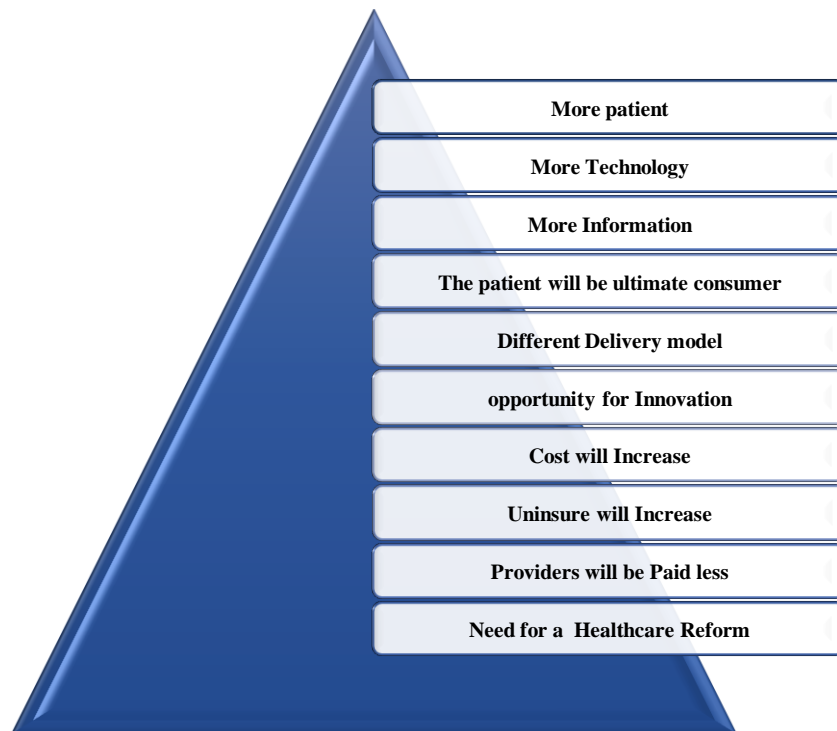 More patient
More Technology
More Information
The patient will be ultimate consumer
Different Delivery model
opportunity for Innovation
Cost will Increase
Uninsure will Increase
Providers will be Paid less
Need for a Healthcare Reform